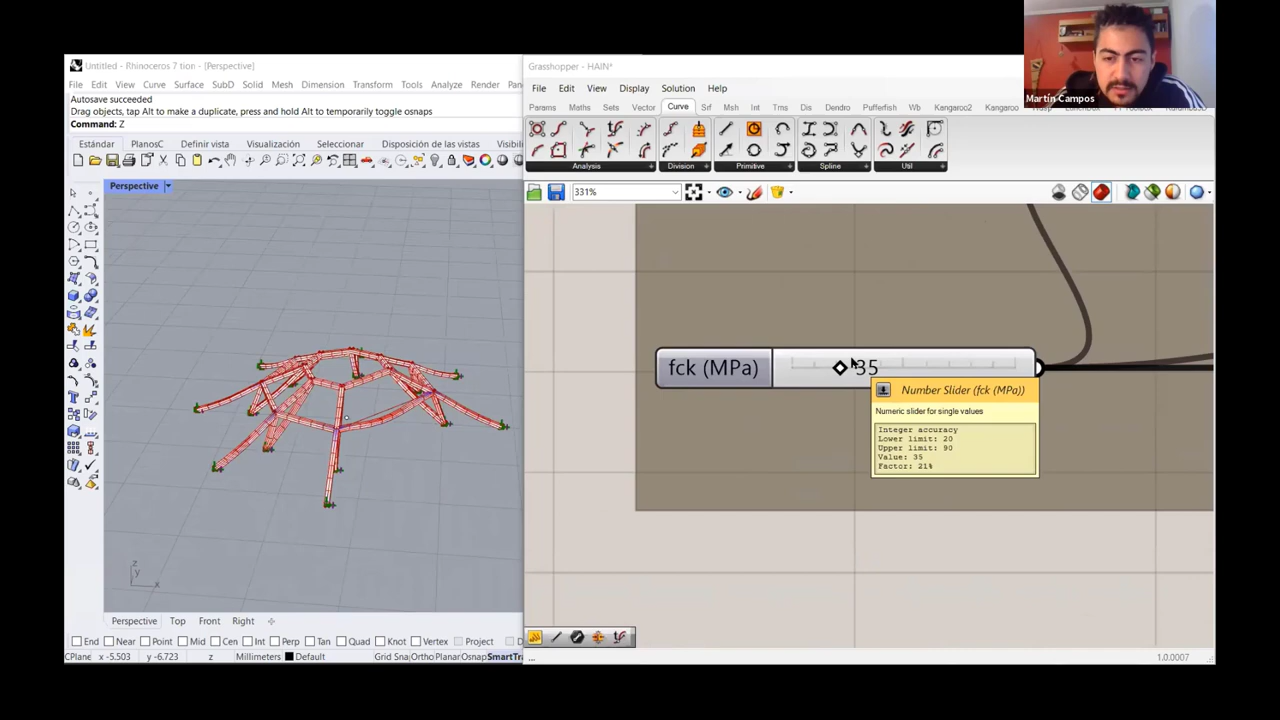 Martín Campos
Untitled - Rhinoceros 7 tion - [Perspective]
File Edit View Curve Surface SubD Solid Mesh Dimension Transform Tools Analyze Render Pan
Autosave succeeded
Drag objects, tap Alt to make a duplicate, press and hold Alt to temporarily toggle osnaps
Command: Z
Estándar PlanosC Definir vista Visualización Seleccionar Disposición de las vistas Visibili
Perspective
z
y
x
Perspective Top Front Right
End Near Point Mid Cen Int Perp Tan Quad Knot Vertex Project D
CPlane x -5.503 y -6.723 z Millimeters Default Grid Sna Ortho Planar Osnap SmartTra
Grasshopper - HAIN*
File Edit View Display Solution Help
Params Maths Sets Vector Curve Srf Msh Int Trns Dis Dendro Pufferfish Wb Kangaroo2 Kangaroo
Analysis Division Primitive Spline Util
331%
fck (MPa) 35
Number Slider (fck (MPa))
Numeric slider for single values
Integer accuracy
Lower limit: 20
Upper limit: 90
Value: 35
Factor: 21%
...
1.0.0007